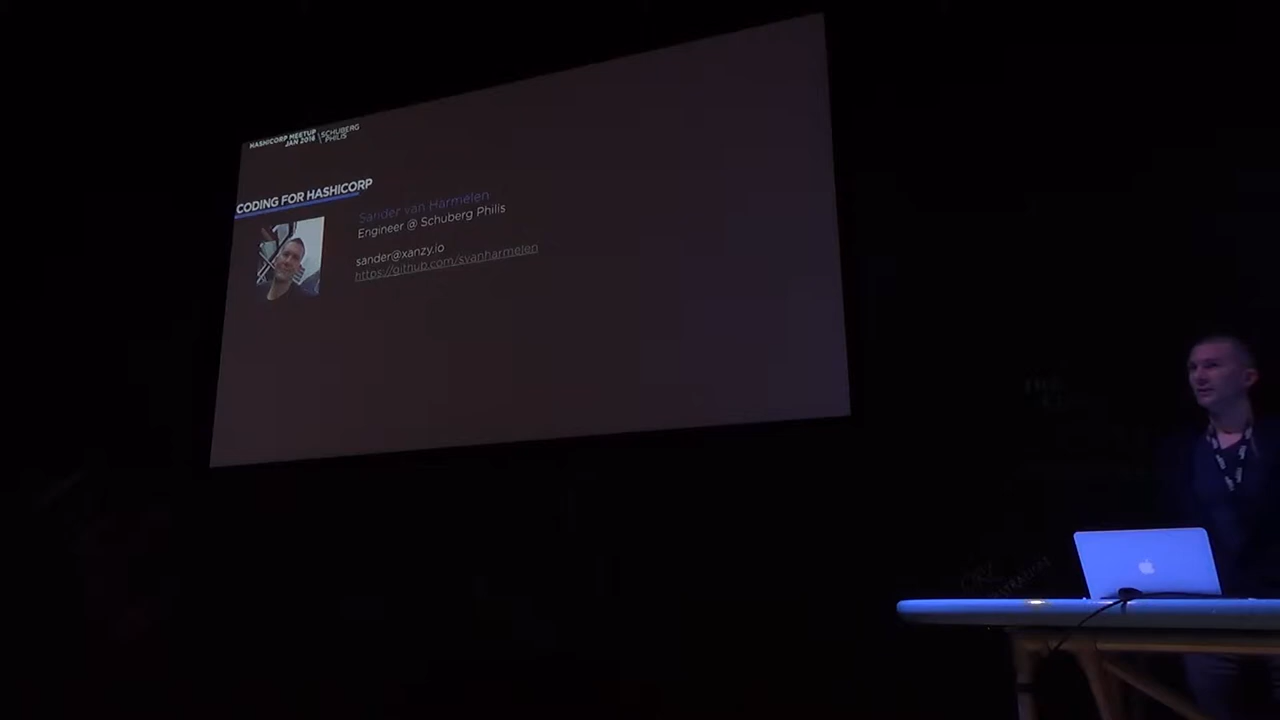 HASHICORP MEETUP
JAN 2016
SCHUBERG
PHILIS
CODING FOR HASHICORP
Sander van Harmelen
Engineer @ Schuberg Philis
sander@xanzy.io
https://github.com/svanharmelen